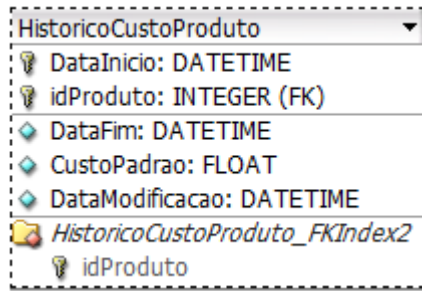 HistoricoCustoProduto
DataInicio: DATETIME
idProduto: INTEGER (FK)
DataFim: DATETIME
CustoPadrao: FLOAT
DataModificacao: DATETIME
HistoricoCustoProduto_FKIndex2
idProduto